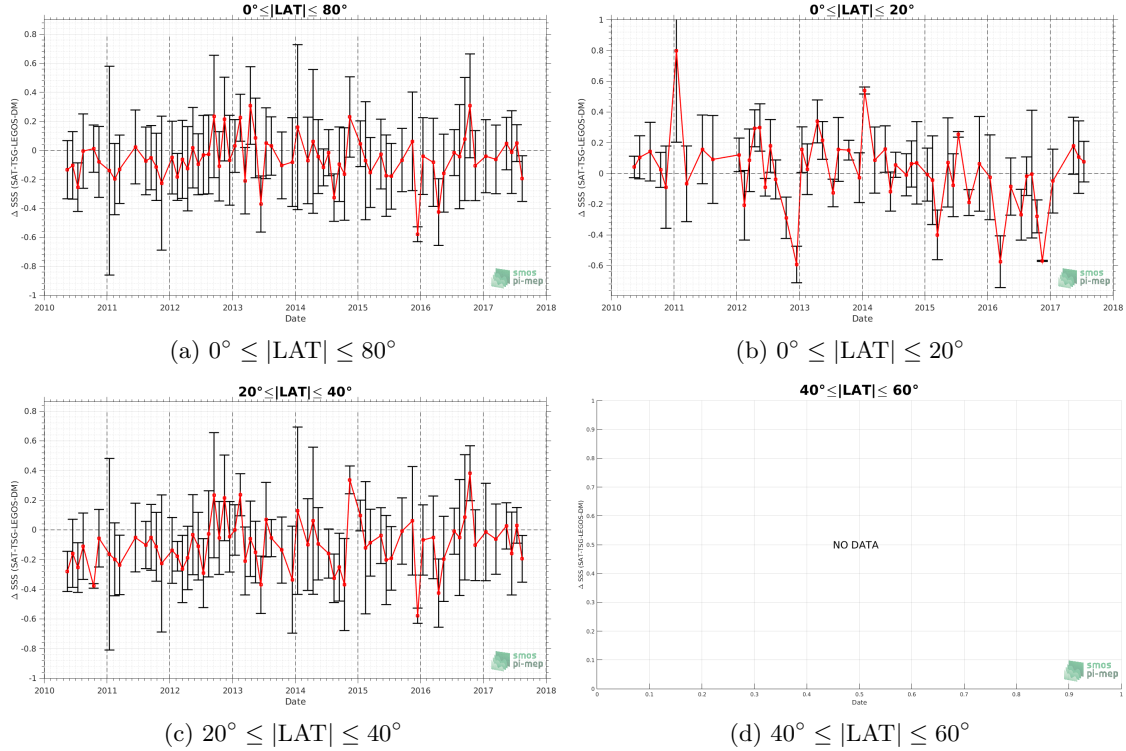 0°≤|LAT|≤ 80°
Δ SSS (SAT-TSG-LEGOS-DM)
0.8
0.6
0.4
0.2
0
-0.2
-0.4
-0.6
-0.8
-1
2010 2011 2012 2013 2014 2015 2016 2017 2018
Date
smos
pi-mep
(a) 0° ≤ |LAT| ≤ 80°
0°≤|LAT|≤ 20°
Δ SSS (SAT-TSG-LEGOS-DM)
1
0.8
0.6
0.4
0.2
0
-0.2
-0.4
-0.6
2010 2011 2012 2013 2014 2015 2016 2017 2018
Date
smos
pi-mep
(b) 0° ≤ |LAT| ≤ 20°
20°≤|LAT|≤ 40°
Δ SSS (SAT-TSG-LEGOS-DM)
0.8
0.6
0.4
0.2
0
-0.2
-0.4
-0.6
-0.8
-1
2010 2011 2012 2013 2014 2015 2016 2017 2018
Date
smos
pi-mep
(c) 20° ≤ |LAT| ≤ 40°
40°≤|LAT|≤ 60°
Δ SSS (SAT-TSG-LEGOS-DM)
1
0.9
0.8
0.7
0.6
0.5
0.4
0.3
0.2
0.1
0
NO DATA
0 0.1 0.2 0.3 0.4 0.5 0.6 0.7 0.8 0.9 1
Date
smos
pi-mep
(d) 40° ≤ |LAT| ≤ 60°